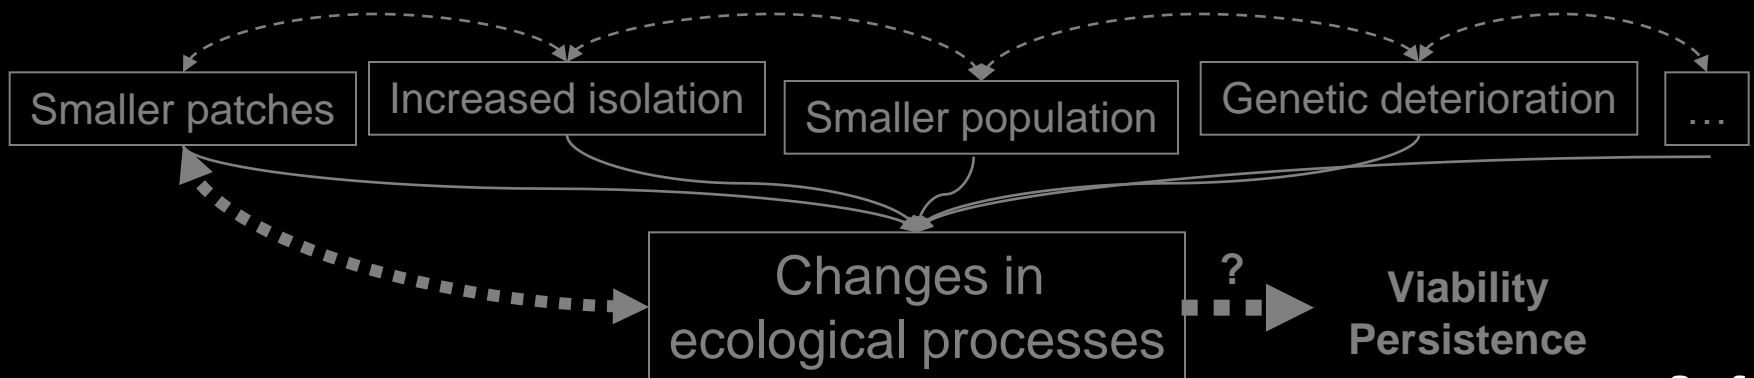 Smaller patches
Increased isolation
Smaller population
Genetic deterioration
...
Changes in
ecological processes
?
Viability
Persistence